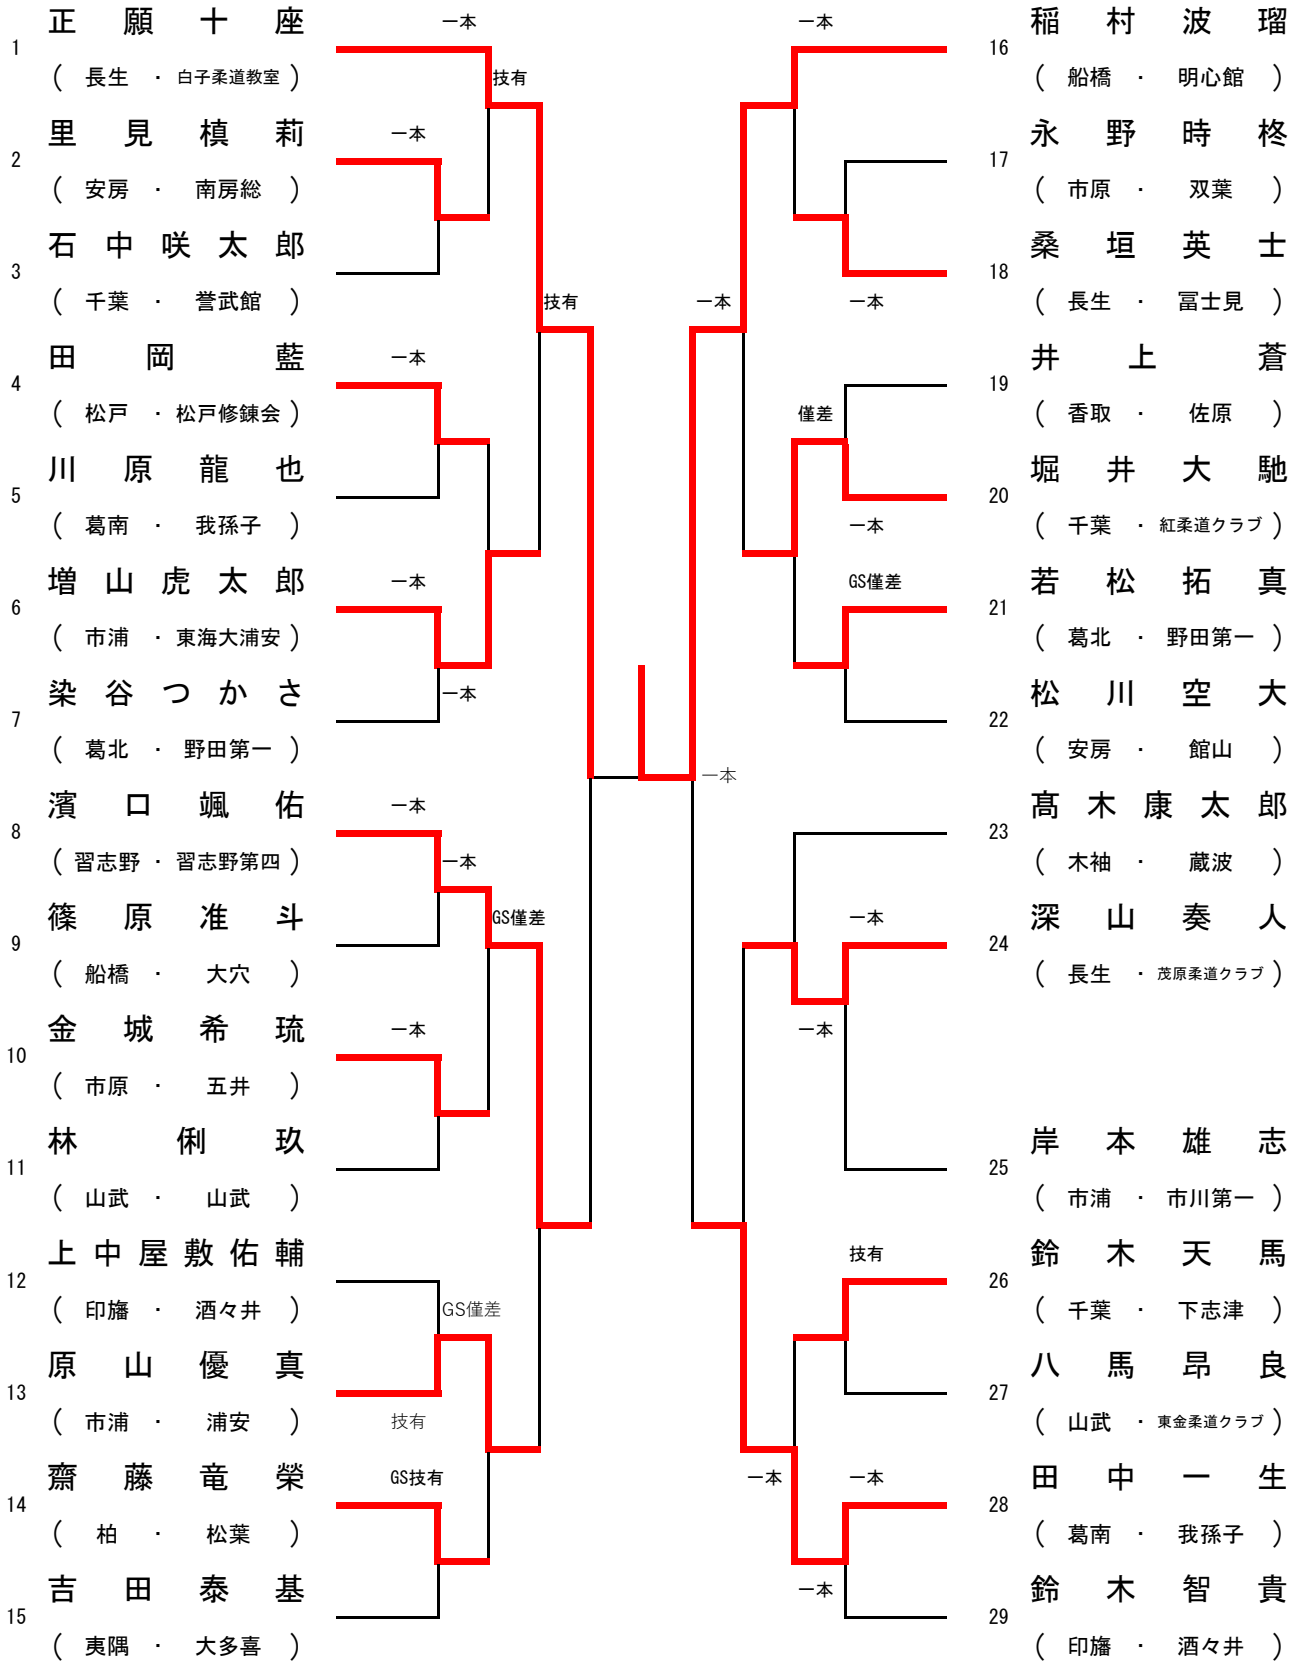 正願十座
1
(長生・白子柔道教室)
里見槙莉
2
(安房・南房総)
石中咲太郎
3
(千葉・誉武館)
田岡藍
4
(松戸・松戸修錬会)
川原龍也
5
(葛南・我孫子)
増山虎太郎
6
(市浦・東海大浦安)
染谷つかさ
7
(葛北・野田第一)
濱口颯佑
8
(習志野・習志野第四)
篠原准斗
9
(船橋・大穴)
金城希琉
10
(市原・五井)
林俐玖
11
(山武・山武)
上中屋敷佑輔
12
(印旛・酒々井)
原山優真
13
(市浦・浦安)
齋藤竜榮
14
(柏・松葉)
吉田泰基
15
(夷隅・大多喜)
一本
技有
一本
技有
一本
一本
一本
一本
一本
GS僅差
一本
GS僅差
技有
GS技有
一本
一本
一本
僅差
一本
GS僅差
一本
一本
一本
技有
一本
一本
一本
稲村波瑠
16
(船橋・明心館)
永野時柊
17
(市原・双葉)
桑垣英士
18
(長生・冨士見)
井上蒼
19
(香取・佐原)
堀井大馳
20
(千葉・紅柔道クラブ)
若松拓真
21
(葛北・野田第一)
松川空大
22
(安房・館山)
髙木康太郎
23
(木袖・蔵波)
深山奏人
24
(長生・茂原柔道クラブ)
岸本雄志
25
(市浦・市川第一)
鈴木天馬
26
(千葉・下志津)
八馬昂良
27
(山武・東金柔道クラブ)
田中一生
28
(葛南・我孫子)
鈴木智貴
29
(印旛・酒々井)